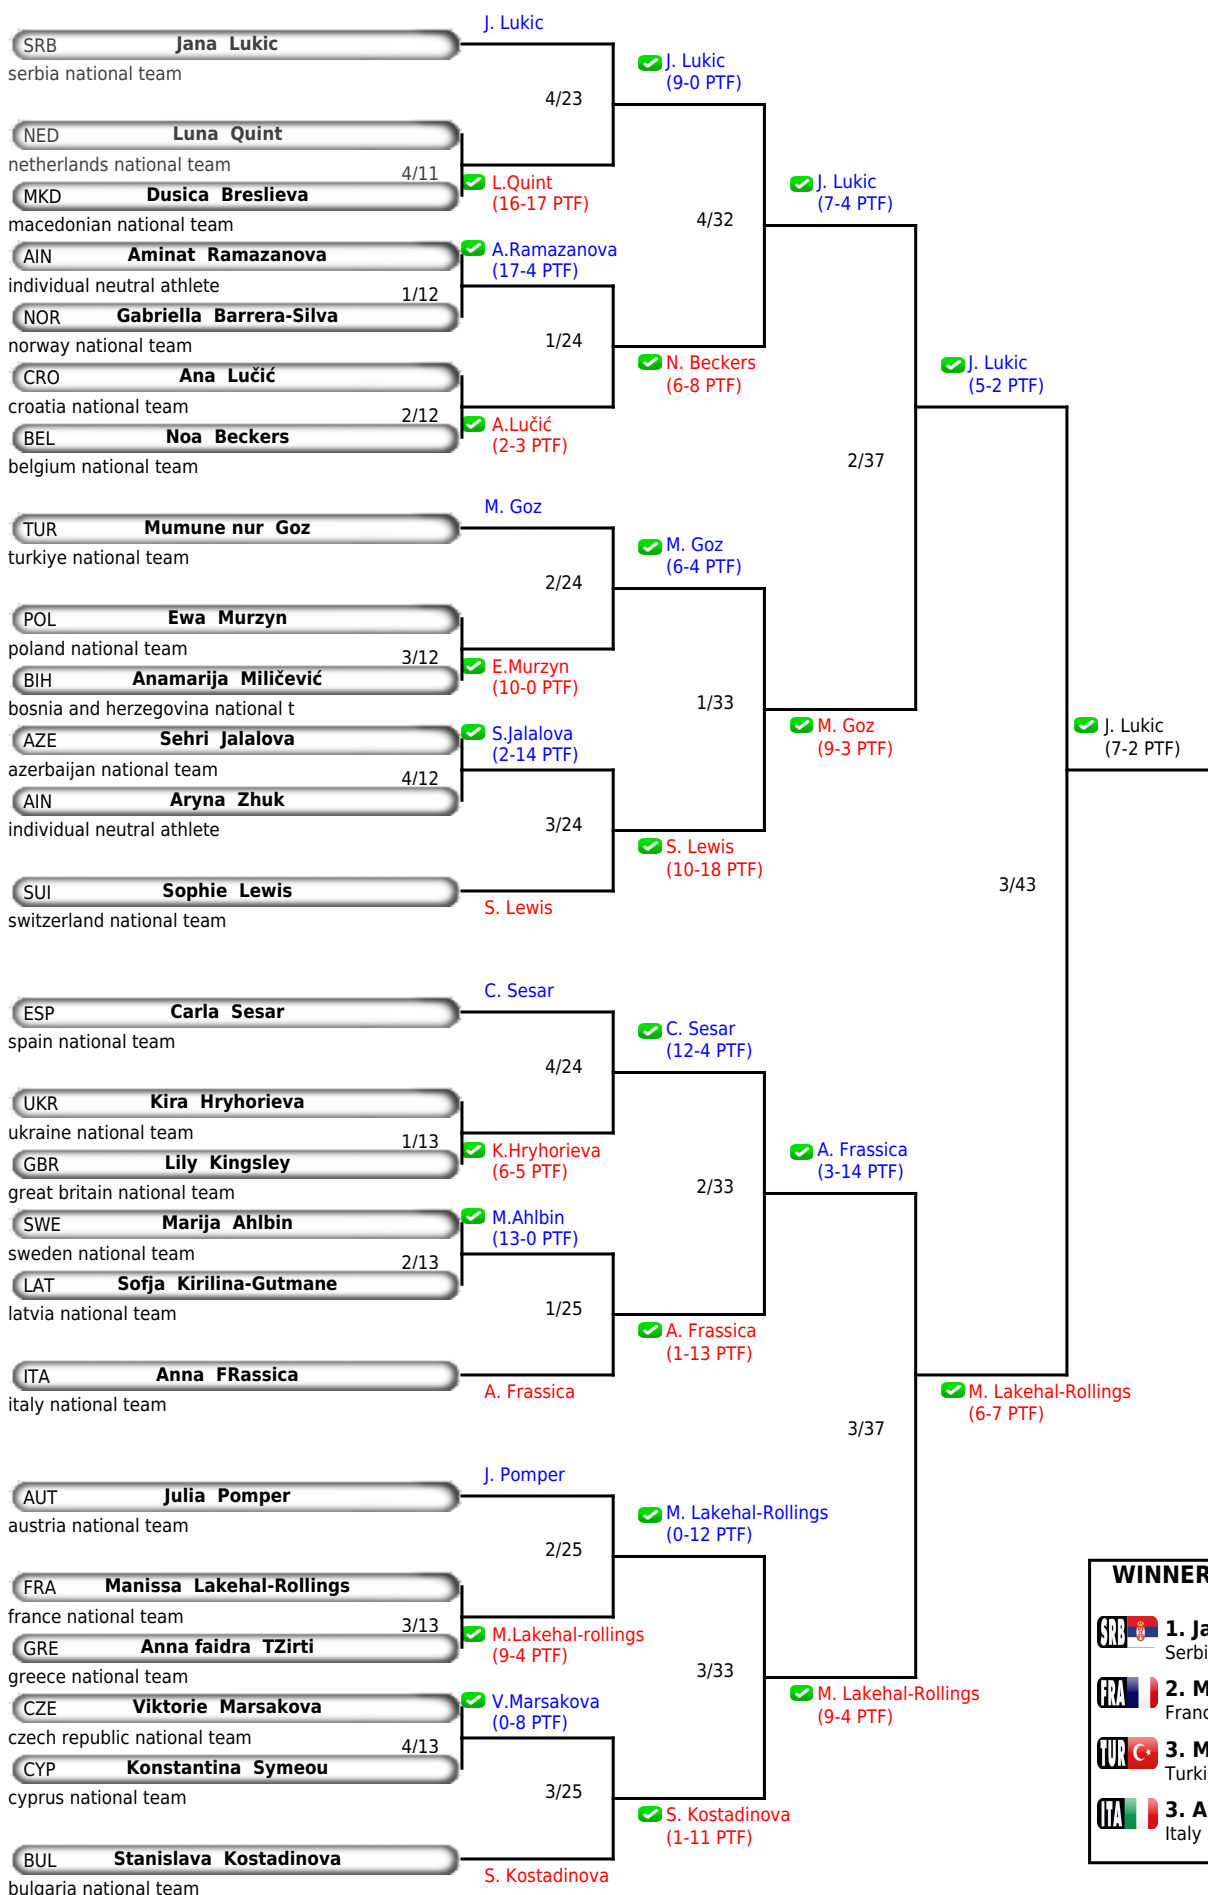 J. Lukic
SRB Jana Lukic
serbia national team
J. Lukic
(9-0 PTF)
4/23
NED Luna Quint
netherlands national team
4/11
L.Quint
(16-17 PTF)
MKD Dusica Breslieva
macedonian national team
J. Lukic
(7-4 PTF)
4/32
AIN Aminat Ramazanova
individual neutral athlete
A.Ramazanova
(17-4 PTF)
1/12
NOR Gabriella Barrera-Silva
norway national team
1/24
N. Beckers
(6-8 PTF)
J. Lukic
(5-2 PTF)
CRO Ana Lučić
croatia national team
2/12
A.Lučić
(2-3 PTF)
BEL Noa Beckers
belgium national team
2/37
M. Goz
TUR Mumune nur Goz
turkiye national team
M. Goz
(6-4 PTF)
2/24
POL Ewa Murzyn
poland national team
3/12
E.Murzyn
(10-0 PTF)
BIH Anamarija Miličević
bosnia and herzegovina national t
1/33
M. Goz
(9-3 PTF)
J. Lukic
(7-2 PTF)
AZE Sehri Jalalova
azerbaijan national team
S.Jalalova
(2-14 PTF)
4/12
AIN Aryna Zhuk
individual neutral athlete
3/24
S. Lewis
(10-18 PTF)
SUI Sophie Lewis
switzerland national team
S. Lewis
3/43
C. Sesar
ESP Carla Sesar
spain national team
C. Sesar
(12-4 PTF)
4/24
UKR Kira Hryhorieva
ukraine national team
1/13
K.Hryhorieva
(6-5 PTF)
GBR Lily Kingsley
great britain national team
A. Frassica
(3-14 PTF)
2/33
SWE Marija Ahlbin
sweden national team
M.Ahlbin
(13-0 PTF)
2/13
LAT Sofja Kirilina-Gutmane
latvia national team
1/25
A. Frassica
(1-13 PTF)
ITA Anna FRassica
italy national team
A. Frassica
M. Lakehal-Rollings
(6-7 PTF)
3/37
J. Pomper
AUT Julia Pomper
austria national team
M. Lakehal-Rollings
(0-12 PTF)
2/25
FRA Manissa Lakehal-Rollings
france national team
3/13
M.Lakehal-rollings
(9-4 PTF)
GRE Anna faidra TZirti
greece national team
3/33
M. Lakehal-Rollings
(9-4 PTF)
CZE Viktorie Marsakova
czech republic national team
V.Marsakova
(0-8 PTF)
4/13
CYP Konstantina Symeou
cyprus national team
3/25
S. Kostadinova
(1-11 PTF)
BUL Stanislava Kostadinova
bulgaria national team
S. Kostadinova
WINNER
SRB 1. Ja
Serbi
FRA 2. M
Franc
TUR 3. M
Turki
ITA 3. A
Italy